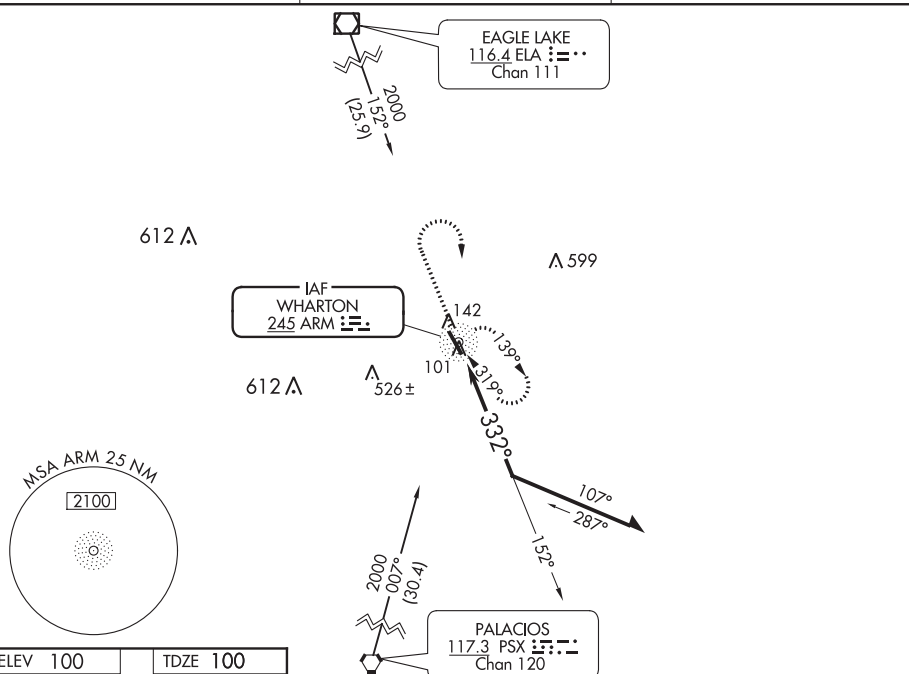 EAGLE LAKE
116.4 ELA
Chan 111
2000
152°
(25.9)
612
599
IAF
WHARTON
245 ARM
142
101
139°
319°
612
526±
332°
MSA ARM 25 NM
2100
107°
287°
152°
2000
007°
(30.4)
PALACIOS
117.3 PSX
Chan 120
ELEV 100
TDZE 100